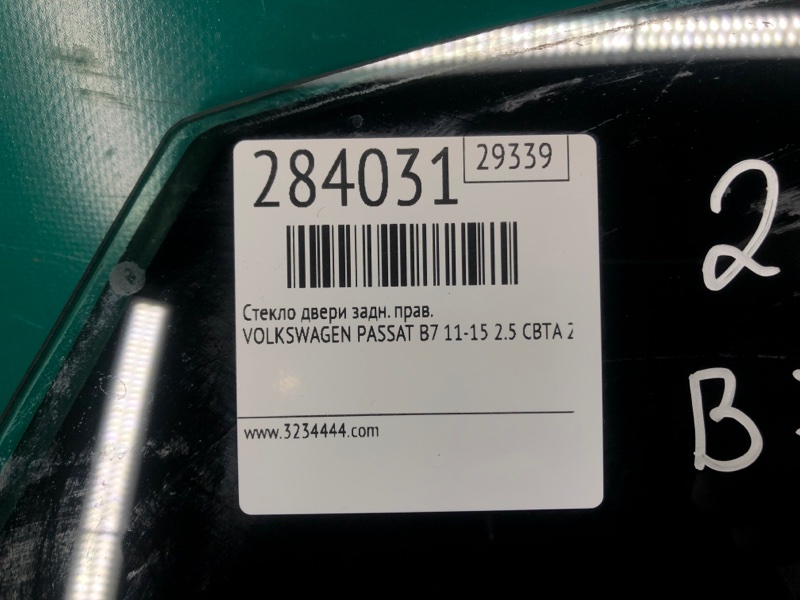 284031
29339
Стекло двери задн. прав.
VOLKSWAGEN PASSAT B7 11-15 2.5 CBTA 2
www.3234444.com
2
B